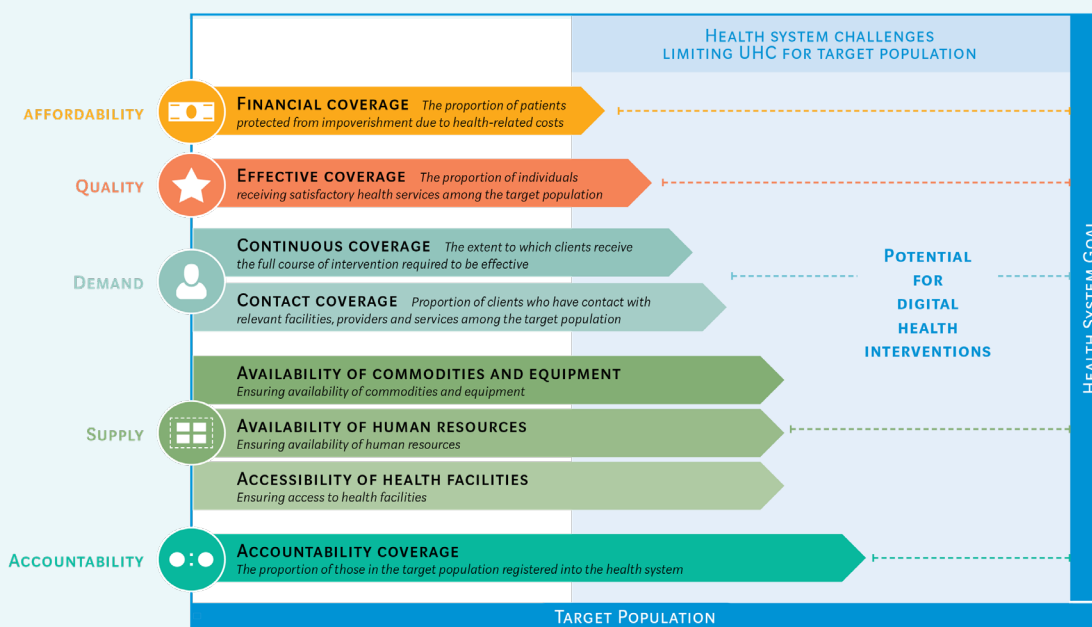 HEALTH SYSTEM CHALLENGES
LIMITING UHC FOR TARGET POPULATION
AFFORDABILITY
FINANCIAL COVERAGE The proportion of patients
protected from impoverishment due to health-related costs
QUALITY
EFFECTIVE COVERAGE The proportion of individuals
receiving satisfactory health services among the target population
DEMAND
CONTINUOUS COVERAGE The extent to which clients receive
the full course of intervention required to be effective
CONTACT COVERAGE Proportion of clients who have contact with
relevant facilities, providers and services among the target population
POTENTIAL
FOR
DIGITAL
HEALTH
INTERVENTIONS
SUPPLY
AVAILABILITY OF COMMODITIES AND EQUIPMENT
Ensuring availability of commodities and equipment
AVAILABILITY OF HUMAN RESOURCES
Ensuring availability of human resources
ACCESSIBILITY OF HEALTH FACILITIES
Ensuring access to health facilities
ACCOUNTABILITY
ACCOUNTABILITY COVERAGE
The proportion of those in the target population registered into the health system
TARGET POPULATION
HEALTH SYSTEM GOAL